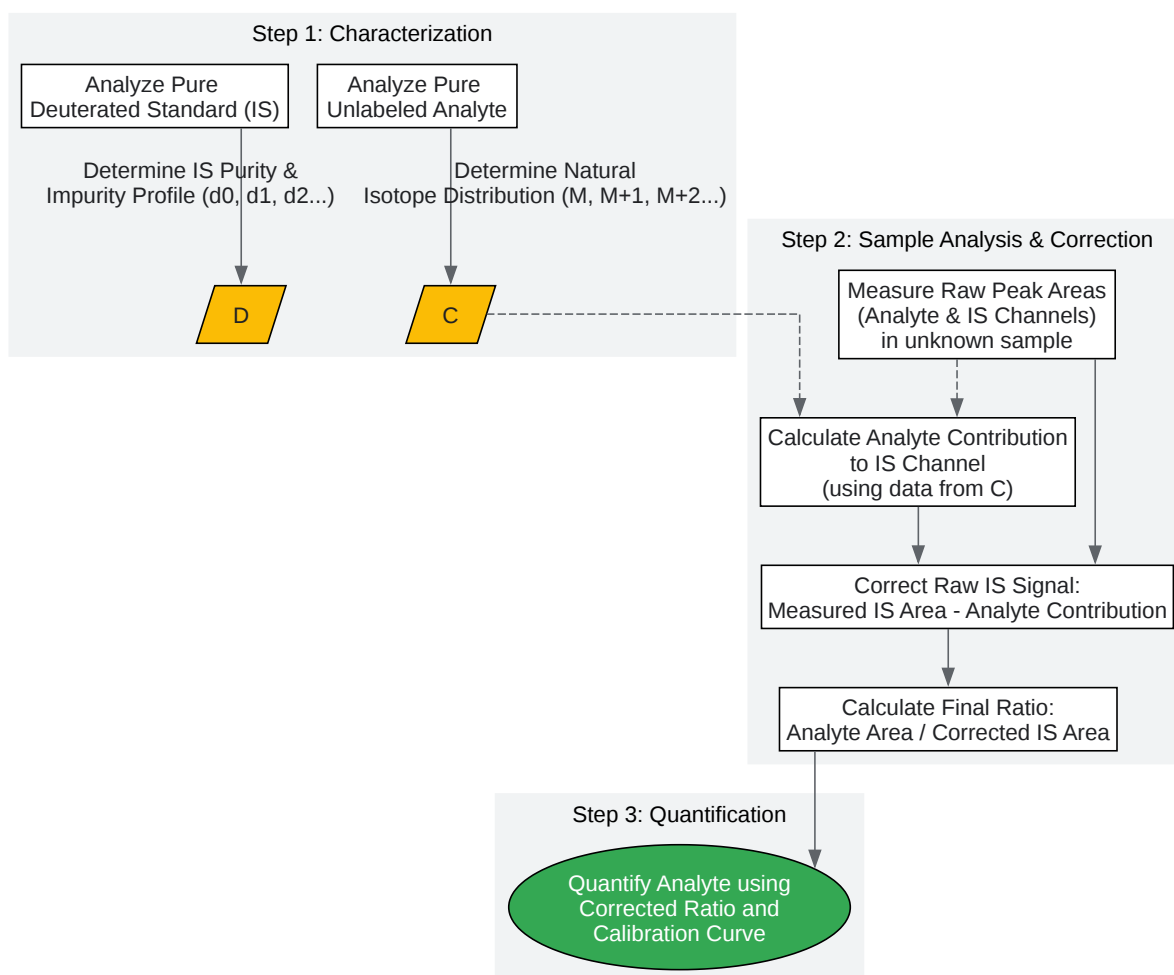 Step 1: Characterization
Analyze Pure
Deuterated Standard (IS)
Analyze Pure
Unlabeled Analyte
Determine IS Purity &
Impurity Profile (d0, d1, d2...)
Determine Natural
Isotope Distribution (M, M+1, M+2...)
D
C
Step 2: Sample Analysis & Correction
Measure Raw Peak Areas
(Analyte & IS Channels)
in unknown sample
Calculate Analyte Contribution
to IS Channel
(using data from C)
Correct Raw IS Signal:
Measured IS Area - Analyte Contribution
Calculate Final Ratio:
Analyte Area / Corrected IS Area
Step 3: Quantification
Quantify Analyte using
Corrected Ratio and
Calibration Curve